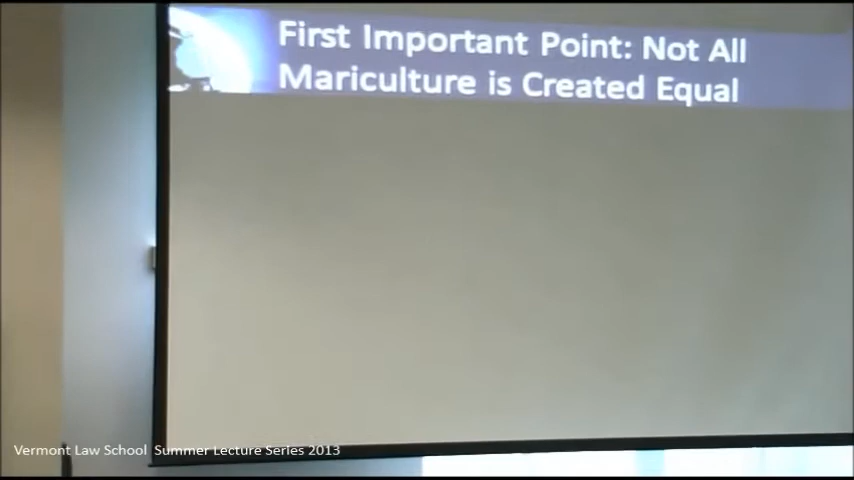 First Important Point: Not All
Mariculture is Created Equal
Vermont Law School Summer Lecture Series 2013